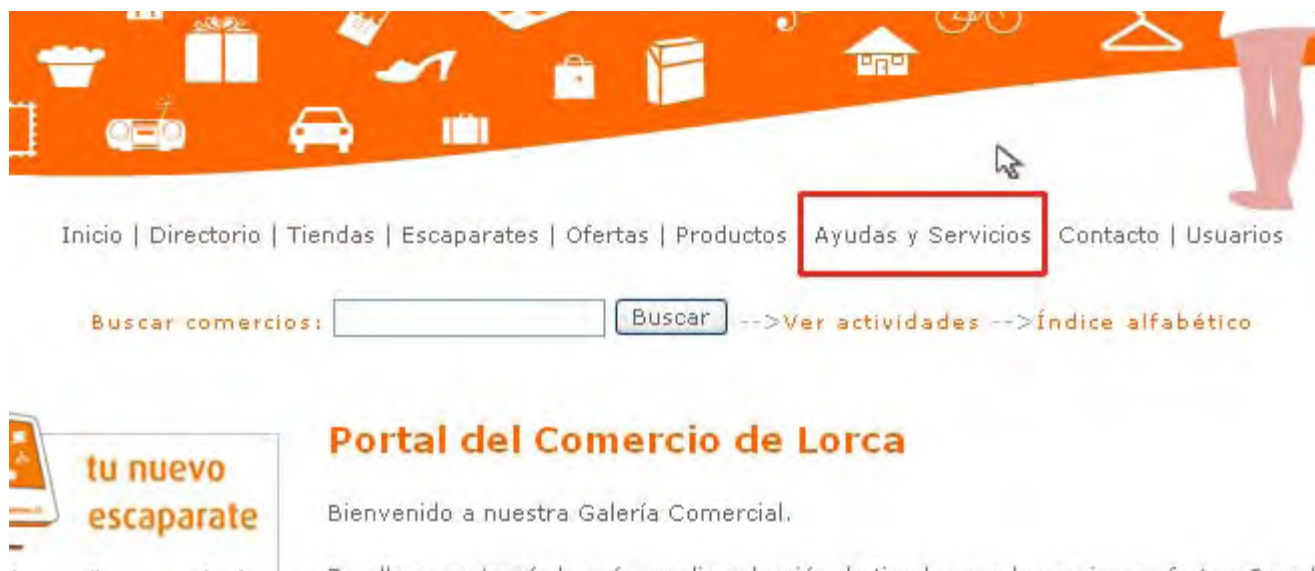 Inicio | Directorio | Tiendas | Escaparates | Ofertas | Productos Ayudas y Servicios Contacto | Usuarios
Buscar comercios: Buscar -->Ver actividades -->Índice alfabético
tu nuevo
escaparate
Portal del Comercio de Lorca
Bienvenido a nuestra Galería Comercial.